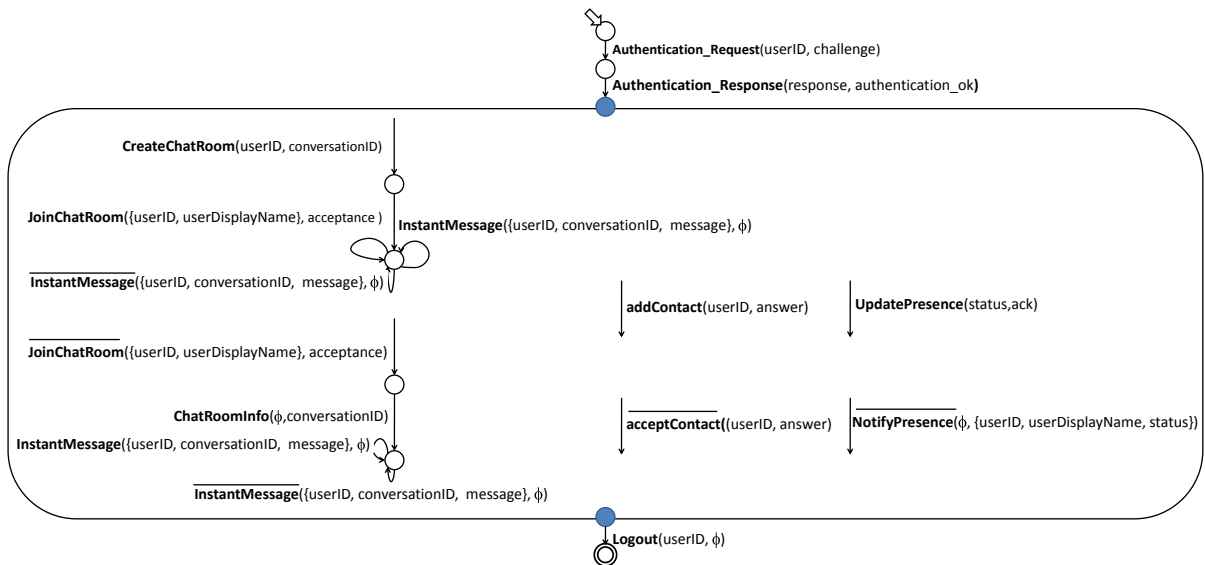 Authentication_Request(userID, challenge)
Authentication_Response(response, authentication_ok)
CreateChatRoom(userID, conversationID)
JoinChatRoom({userID, userDisplayName}, acceptance )
InstantMessage({userID, conversationID, message}, ϕ)
InstantMessage({userID, conversationID, message}, ϕ)
addContact(userID, answer)
UpdatePresence(status,ack)
JoinChatRoom({userID, userDisplayName}, acceptance)
ChatRoomInfo(ϕ,conversationID)
acceptContact((userID, answer)
NotifyPresence(ϕ, {userID, userDisplayName, status})
InstantMessage({userID, conversationID, message}, ϕ)
InstantMessage({userID, conversationID, message}, ϕ)
Logout(userID, ϕ)